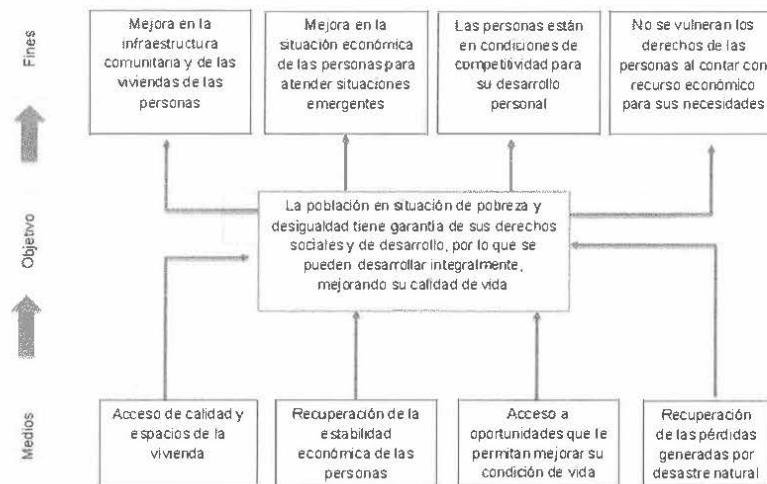 Fines
Mejora en la
infraestructura
comunitaria y de las
viviendas de las
personas
Mejora en la
situación económica
de las personas para
atender situaciones
emergentes
Las personas están
en condiciones de
competitividad para
su desarrollo
personal
No se vulneran los
derechos de las
personas al contar con
recurso económico
para sus necesidades
Objetivo
La población en situación de pobreza y
desigualdad tiene garantía de sus derechos
sociales y de desarrollo, por lo que se
pueden desarrollar integralmente,
mejorando su calidad de vida
Medios
Acceso de calidad y
espacios de la
vivienda
Recuperación de la
estabilidad
económica de las
personas
Acceso a
oportunidades que le
permitan mejorar su
condición de vida
Recuperación
de las pérdidas
generadas por
desastre natural